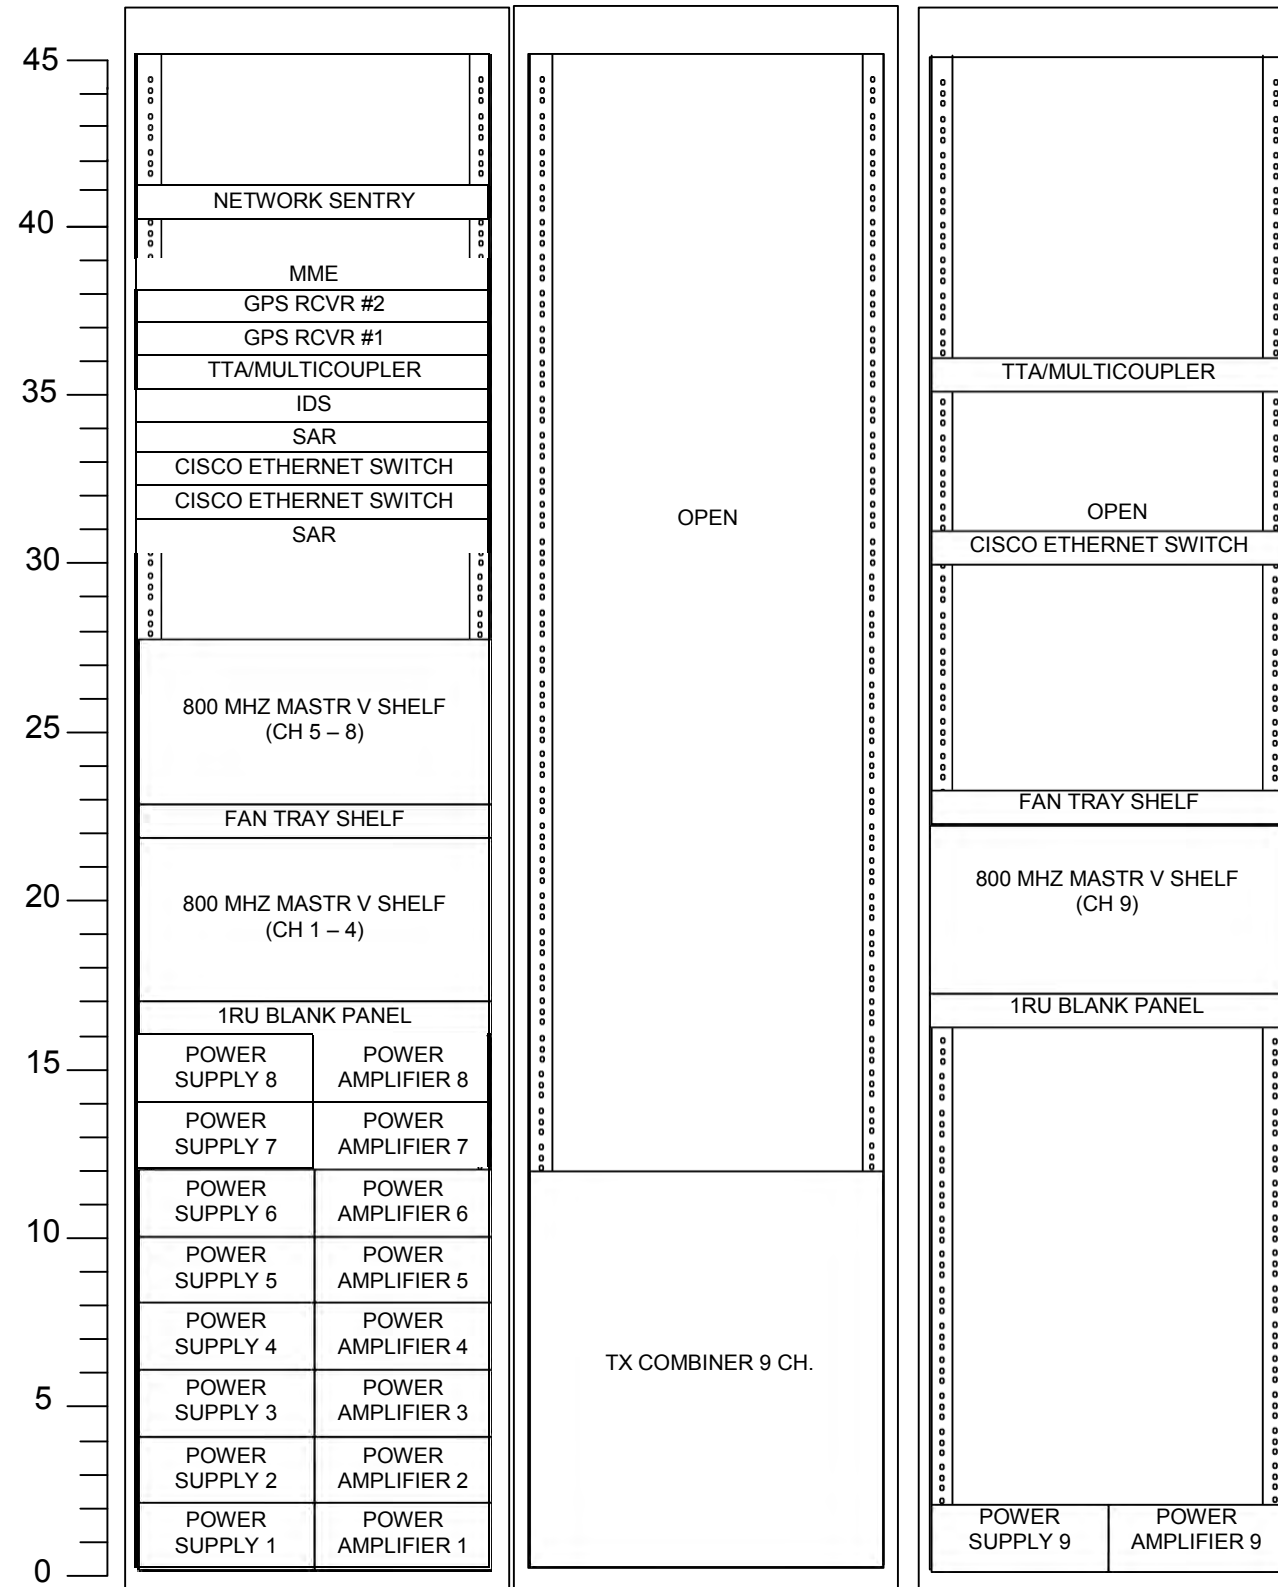 45
40
35
30
25
20
15
10
5
0
NETWORK SENTRY
MME
GPS RCVR #2
GPS RCVR #1
TTA/MULTICOUPLER
IDS
SAR
CISCO ETHERNET SWITCH
CISCO ETHERNET SWITCH
SAR
800 MHZ MASTR V SHELF
(CH 5 – 8)
FAN TRAY SHELF
800 MHZ MASTR V SHELF
(CH 1 – 4)
1RU BLANK PANEL
POWER
SUPPLY 8
POWER
AMPLIFIER 8
POWER
SUPPLY 7
POWER
AMPLIFIER 7
POWER
SUPPLY 6
POWER
AMPLIFIER 6
POWER
SUPPLY 5
POWER
AMPLIFIER 5
POWER
SUPPLY 4
POWER
AMPLIFIER 4
POWER
SUPPLY 3
POWER
AMPLIFIER 3
POWER
SUPPLY 2
POWER
AMPLIFIER 2
POWER
SUPPLY 1
POWER
AMPLIFIER 1
OPEN
TX COMBINER 9 CH.
TTA/MULTICOUPLER
OPEN
CISCO ETHERNET SWITCH
FAN TRAY SHELF
800 MHZ MASTR V SHELF
(CH 9)
1RU BLANK PANEL
POWER
SUPPLY 9
POWER
AMPLIFIER 9